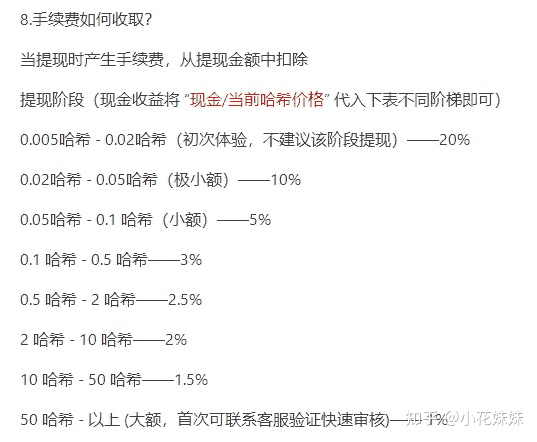 8.手续费如何收取？
当提现时产生手续费，从提现金额中扣除
提现阶段（现金收益将 “现金/当前哈希价格” 代入下表不同阶梯即可）
0.005哈希 - 0.02哈希（初次体验，不建议该阶段提现）——20%
0.02哈希 - 0.05哈希（极小额）——10%
0.05哈希 - 0.1 哈希（小额）——5%
0.1 哈希 - 0.5 哈希——3%
0.5 哈希 - 2 哈希——2.5%
2 哈希 - 10 哈希——2%
10 哈希 - 50 哈希——1.5%
50 哈希 - 以上 (大额，首次可联系客服验证快速审核)——1%
知乎 @小花妹妹